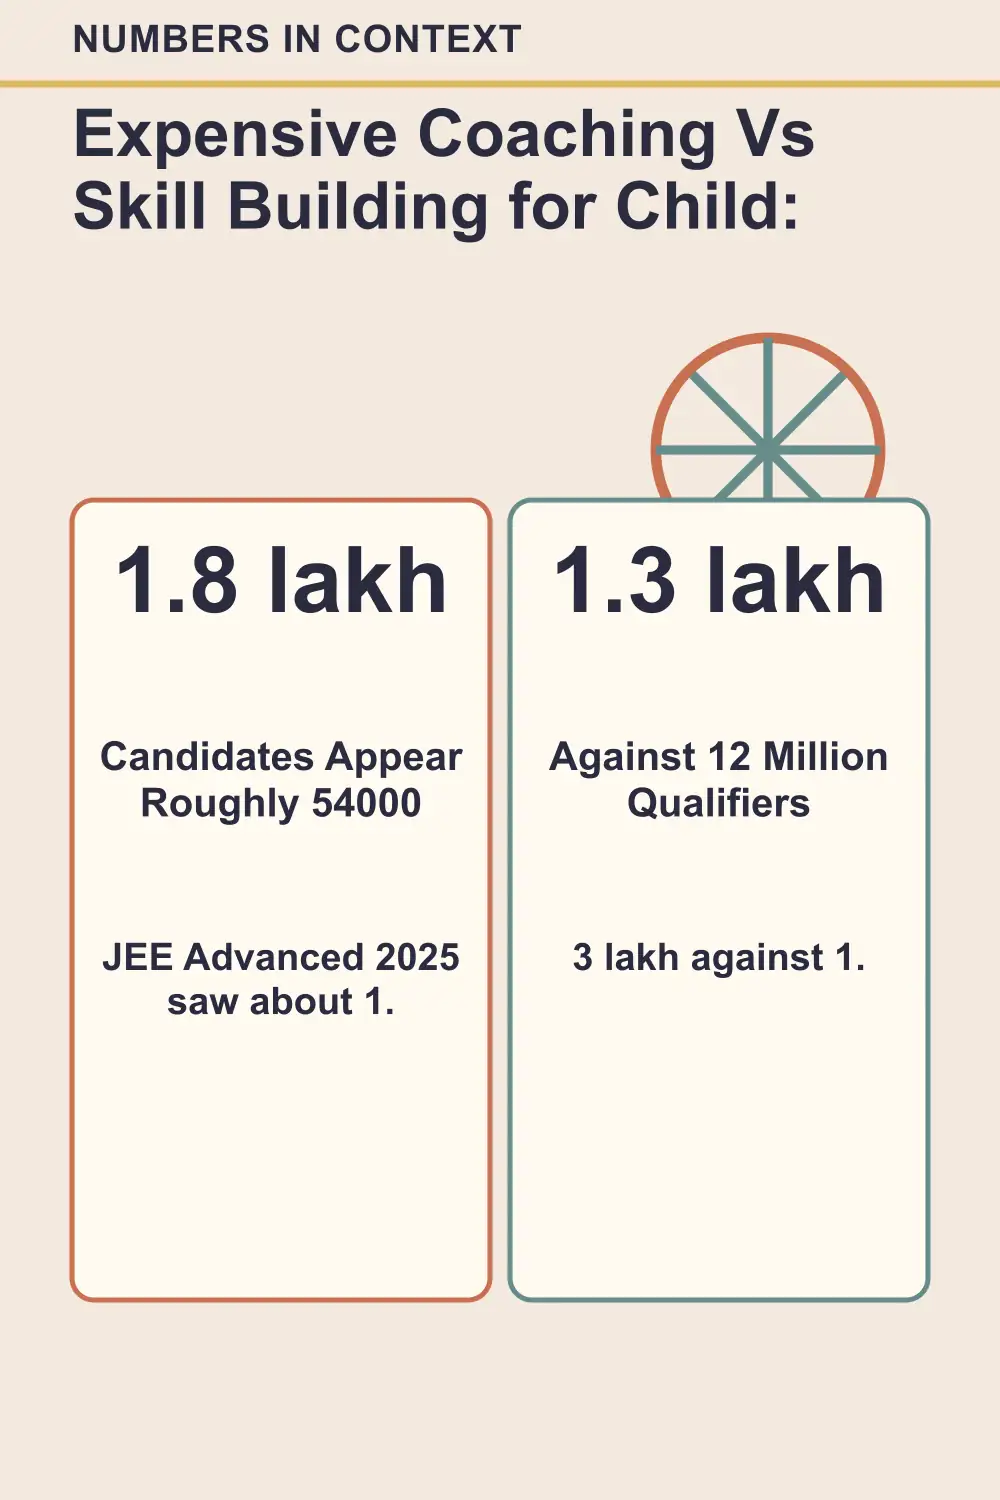 NUMBERS IN CONTEXT
Expensive Coaching Vs
Skill Building for Child:
1.8 lakh
Candidates Appear
Roughly 54000
JEE Advanced 2025
saw about 1.
1.3 lakh
Against 12 Million
Qualifiers
3 lakh against 1.